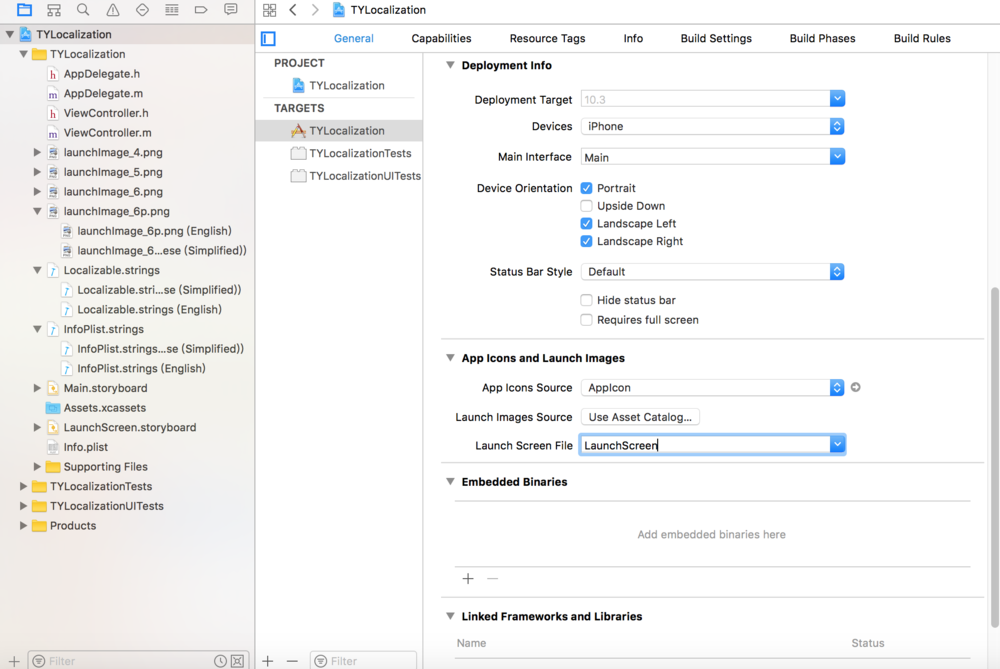 TYLocalization
TYLocalization
TYLocalization
h AppDelegate.h
m AppDelegate.m
h ViewController.h
m ViewController.m
launchImage_4.png
launchImage_5.png
launchImage_6.png
launchImage_6p.png
launchImage_6p.png (English)
launchImage_6...ese (Simplified))
Localizable.strings
Localizable.stri...se (Simplified))
Localizable.strings (English)
InfoPlist.strings
InfoPlist.strings...se (Simplified))
InfoPlist.strings (English)
Main.storyboard
Assets.xcassets
LaunchScreen.storyboard
Info.plist
Supporting Files
TYLocalizationTests
TYLocalizationUITests
Products
Filter
General Capabilities Resource Tags Info Build Settings Build Phases Build Rules
PROJECT
TYLocalization
TARGETS
TYLocalization
TYLocalizationTests
TYLocalizationUITests
Filter
Deployment Info
Deployment Target 10.3
Devices iPhone
Main Interface Main
Device Orientation Portrait
Upside Down
Landscape Left
Landscape Right
Status Bar Style Default
Hide status bar
Requires full screen
App Icons and Launch Images
App Icons Source AppIcon
Launch Images Source Use Asset Catalog...
Launch Screen File LaunchScreen
Embedded Binaries
Add embedded binaries here
Linked Frameworks and Libraries
Name Status